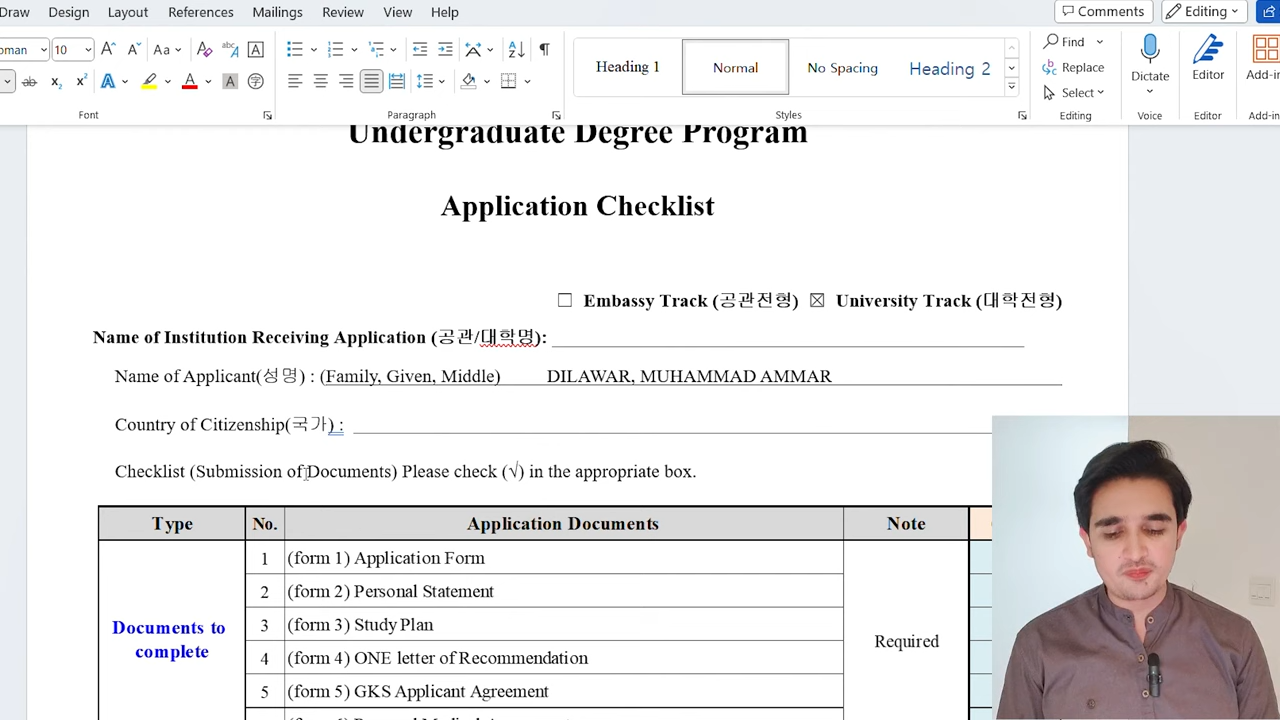 Draw Design Layout References Mailings Review View Help Comments Editing
10 Aa A Heading 1 Normal No Spacing Heading 2 Find Replace Select Dictate Editor
Font Paragraph Styles Editing Voice Editor
Undergraduate Degree Program
Application Checklist
☐ Embassy Track (공관전형) ☒ University Track (대학전형)
Name of Institution Receiving Application (공관/대학명):
Name of Applicant(성명) : (Family, Given, Middle) DILAWAR, MUHAMMAD AMMAR
Country of Citizenship(국가) :
Checklist (Submission of Documents) Please check (√) in the appropriate box.
Type No. Application Documents Note
1 (form 1) Application Form
2 (form 2) Personal Statement
3 (form 3) Study Plan
4 (form 4) ONE letter of Recommendation
5 (form 5) GKS Applicant Agreement
Documents to
complete
Required